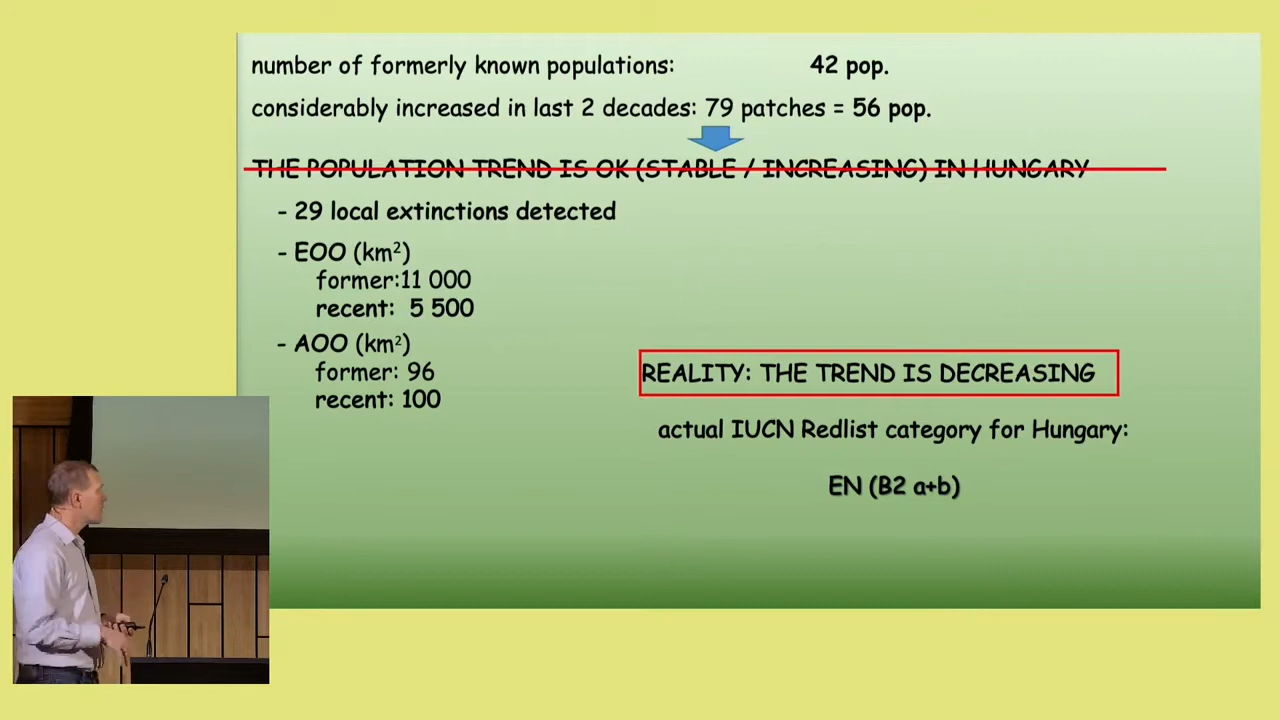 number of formerly known populations: 42 pop.
considerably increased in last 2 decades: 79 patches = 56 pop.
THE POPULATION TREND IS OK (STABLE / INCREASING) IN HUNGARY
- 29 local extinctions detected
- EOO (km²)
former:11 000
recent: 5 500
- AOO (km²)
former: 96
recent: 100
REALITY: THE TREND IS DECREASING
actual IUCN Redlist category for Hungary:
EN (B2 a+b)